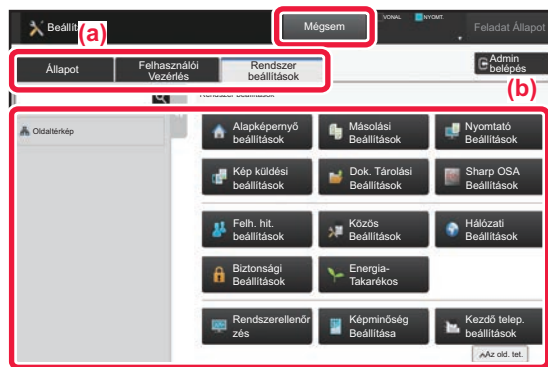 Beállít
(a)
Mégsem
VONAL
NYOMT.
Feladat Állapot
Állapot
Felhasználói
Vezérlés
Rendszer
beállítások
Admin
belépés
(b)
Oldaltérkép
Alapképernyő
beállítások
Másolási
Beállítások
Nyomtató
Beállítások
Kép küldési
beállítások
Dok. Tárolási
Beállítások
Sharp OSA
Beállítások
Felh. hit.
beállítások
Közös
Beállítások
Hálózati
Beállítások
Biztonsági
Beállítások
Energia-
Takarékos
Rendszerellenőr
zés
Képminőség
Beállítása
Kezdő telep.
beállítások
Az old. tet.